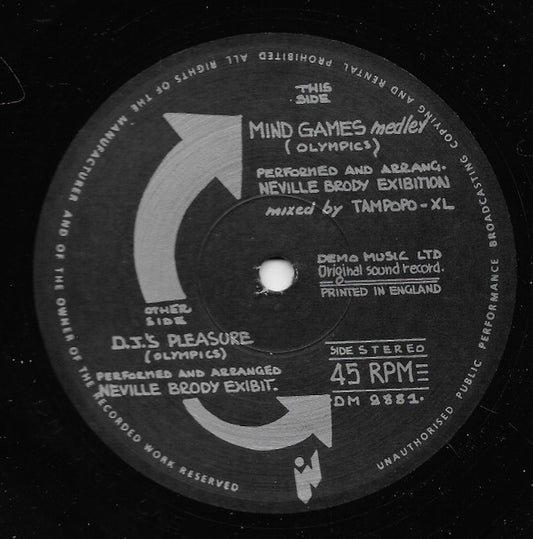 THIS
SIDE
MIND GAMES medley
(OLYMPICS)
PERFORMED AND ARRANG.
NEVILLE BRODY EXIBITION
mixed by TAMPOPO-XL
DEMO MUSIC LTD
Original sound record.
PRINTED IN ENGLAND
OTHER
SIDE
D.J.'S PLEASURE
(OLYMPICS)
PERFORMED AND ARRANGED
NEVILLE BRODY EXIBIT.
SIDE STEREO
45 RPM
DM 9881.
ALL RIGHTS OF THE MANUFACTURER AND OF THE OWNER OF THE RECORDED WORK RESERVED
UNAUTHORISED PUBLIC PERFORMANCE BROADCASTING COPYING AND RENTAL PROHIBITED